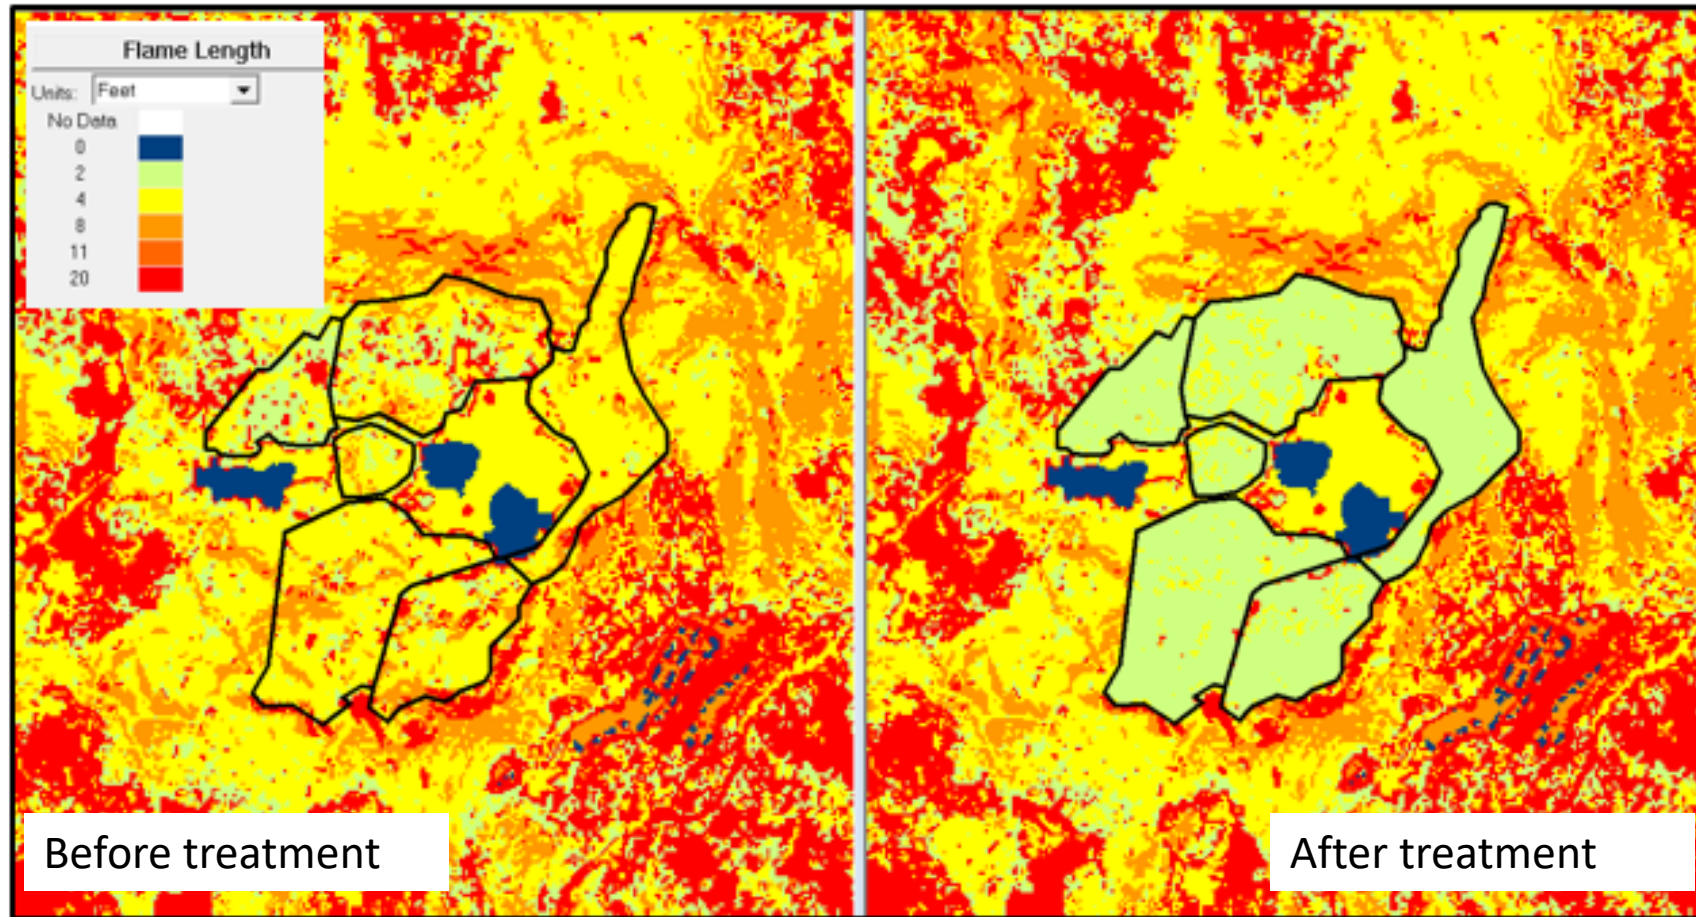 Flame Length
Units: Feet
No Data
0
2
4
8
11
20
Before treatment
After treatment